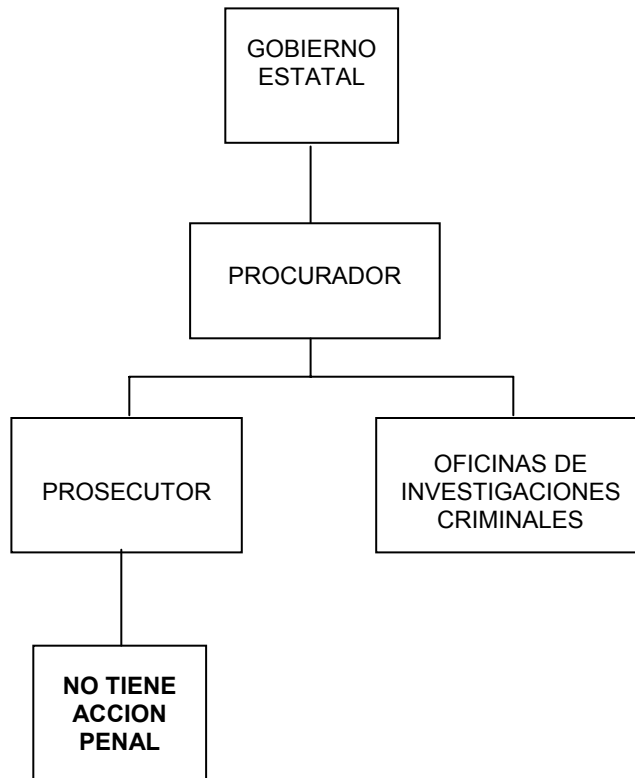 GOBIERNO
ESTATAL
PROCURADOR
PROSECUTOR
OFICINAS DE
INVESTIGACIONES
CRIMINALES
NO TIENE
ACCION
PENAL